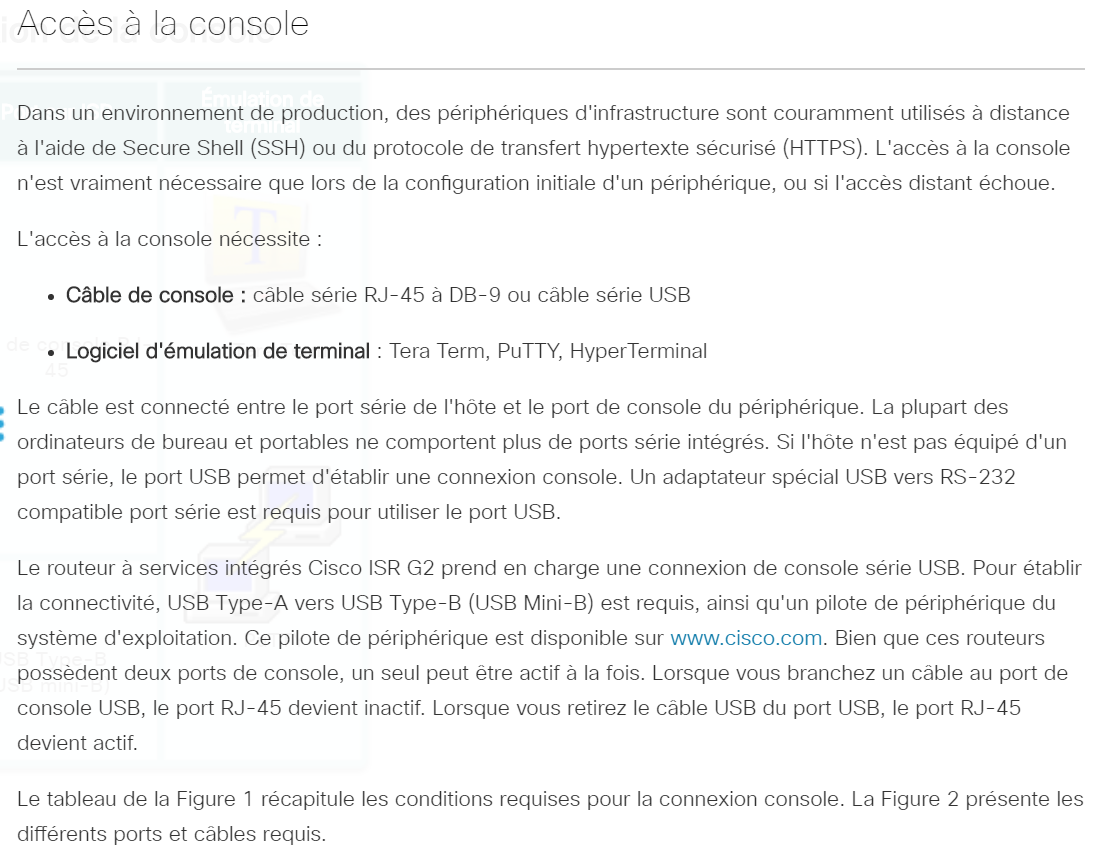 Accès à la console
Dans un environnement de production, des périphériques d'infrastructure sont couramment utilisés à distance
à l'aide de Secure Shell (SSH) ou du protocole de transfert hypertexte sécurisé (HTTPS). L'accès à la console
n'est vraiment nécessaire que lors de la configuration initiale d'un périphérique, ou si l'accès distant échoue.
L'accès à la console nécessite :
• Câble de console : câble série RJ-45 à DB-9 ou câble série USB
• Logiciel d'émulation de terminal : Tera Term, PuTTY, HyperTerminal
Le câble est connecté entre le port série de l'hôte et le port de console du périphérique. La plupart des
ordinateurs de bureau et portables ne comportent plus de ports série intégrés. Si l'hôte n'est pas équipé d'un
port série, le port USB permet d'établir une connexion console. Un adaptateur spécial USB vers RS-232
compatible port série est requis pour utiliser le port USB.
Le routeur à services intégrés Cisco ISR G2 prend en charge une connexion de console série USB. Pour établir
la connectivité, USB Type-A vers USB Type-B (USB Mini-B) est requis, ainsi qu'un pilote de périphérique du
système d'exploitation. Ce pilote de périphérique est disponible sur www.cisco.com. Bien que ces routeurs
possèdent deux ports de console, un seul peut être actif à la fois. Lorsque vous branchez un câble au port de
console USB, le port RJ-45 devient inactif. Lorsque vous retirez le câble USB du port USB, le port RJ-45
devient actif.
Le tableau de la Figure 1 récapitule les conditions requises pour la connexion console. La Figure 2 présente les
différents ports et câbles requis.